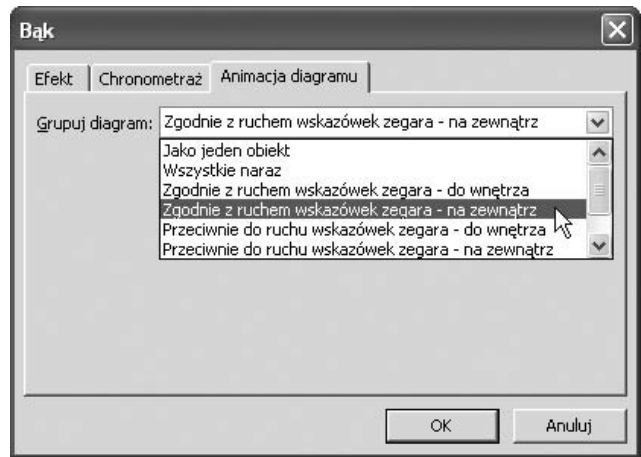 Bąk
Efekt Chronometraż Animacja diagramu
Grupuj diagram: Zgodnie z ruchem wskazówek zegara - na zewnątrz
Jako jeden obiekt
Wszystkie naraz
Zgodnie z ruchem wskazówek zegara - do wnętrza
Zgodnie z ruchem wskazówek zegara - na zewnątrz
Przeciwnie do ruchu wskazówek zegara - do wnętrza
Przeciwnie do ruchu wskazówek zegara - na zewnątrz
OK Anuluj